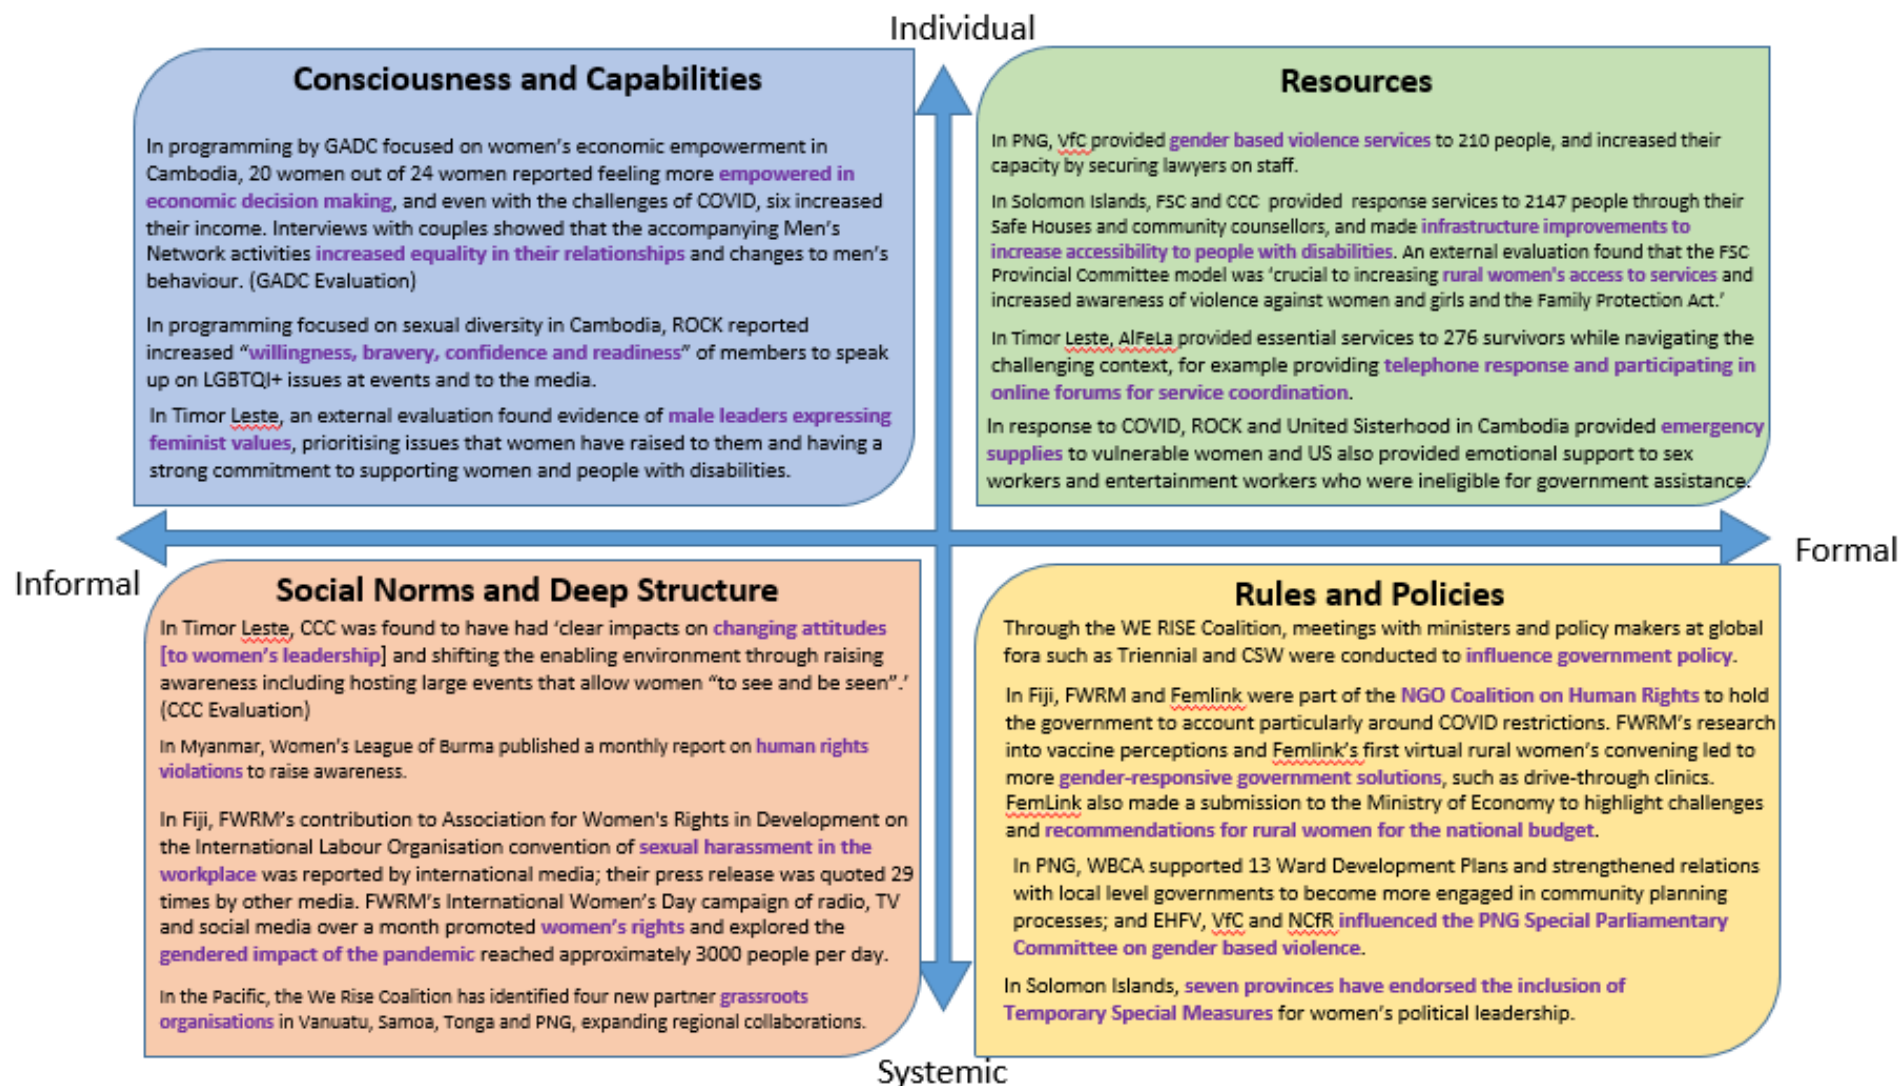 Individual
Consciousness and Capabilities
In programming by GADC focused on women's economic empowerment in
Cambodia, 20 women out of 24 women reported feeling more empowered in
economic decision making, and even with the challenges of COVID, six increased
their income. Interviews with couples showed that the accompanying Men's
Network activities increased equality in their relationships and changes to men's
behaviour. (GADC Evaluation)
In programming focused on sexual diversity in Cambodia, ROCK reported
increased “willingness, bravery, confidence and readiness” of members to speak
up on LGBTQI+ issues at events and to the media.
In Timor Leste, an external evaluation found evidence of male leaders expressing
feminist values, prioritising issues that women have raised to them and having a
strong commitment to supporting women and people with disabilities.
Resources
In PNG, VfC provided gender based violence services to 210 people, and increased their
capacity by securing lawyers on staff.
In Solomon Islands, FSC and CCC provided response services to 2147 people through their
Safe Houses and community counsellors, and made infrastructure improvements to
increase accessibility to people with disabilities. An external evaluation found that the FSC
Provincial Committee model was ‘crucial to increasing rural women's access to services and
increased awareness of violence against women and girls and the Family Protection Act.’
In Timor Leste, AlFeLa provided essential services to 276 survivors while navigating the
challenging context, for example providing telephone response and participating in
online forums for service coordination.
In response to COVID, ROCK and United Sisterhood in Cambodia provided emergency
supplies to vulnerable women and US also provided emotional support to sex
workers and entertainment workers who were ineligible for government assistance.
Informal
Formal
Social Norms and Deep Structure
In Timor Leste, CCC was found to have had ‘clear impacts on changing attitudes
[to women's leadership] and shifting the enabling environment through raising
awareness including hosting large events that allow women “to see and be seen”.’
(CCC Evaluation)
In Myanmar, Women's League of Burma published a monthly report on human rights
violations to raise awareness.
In Fiji, FWRM's contribution to Association for Women's Rights in Development on
the International Labour Organisation convention of sexual harassment in the
workplace was reported by international media; their press release was quoted 29
times by other media. FWRM's International Women's Day campaign of radio, TV
and social media over a month promoted women's rights and explored the
gendered impact of the pandemic reached approximately 3000 people per day.
In the Pacific, the We Rise Coalition has identified four new partner grassroots
organisations in Vanuatu, Samoa, Tonga and PNG, expanding regional collaborations.
Rules and Policies
Through the WE RISE Coalition, meetings with ministers and policy makers at global
fora such as Triennial and CSW were conducted to influence government policy.
In Fiji, FWRM and Femlink were part of the NGO Coalition on Human Rights to hold
the government to account particularly around COVID restrictions. FWRM's research
into vaccine perceptions and Femlink's first virtual rural women's convening led to
more gender-responsive government solutions, such as drive-through clinics.
FemLink also made a submission to the Ministry of Economy to highlight challenges
and recommendations for rural women for the national budget.
In PNG, WBCA supported 13 Ward Development Plans and strengthened relations
with local level governments to become more engaged in community planning
processes; and EHFV, VfC and NCfR influenced the PNG Special Parliamentary
Committee on gender based violence.
In Solomon Islands, seven provinces have endorsed the inclusion of
Temporary Special Measures for women's political leadership.
Systemic